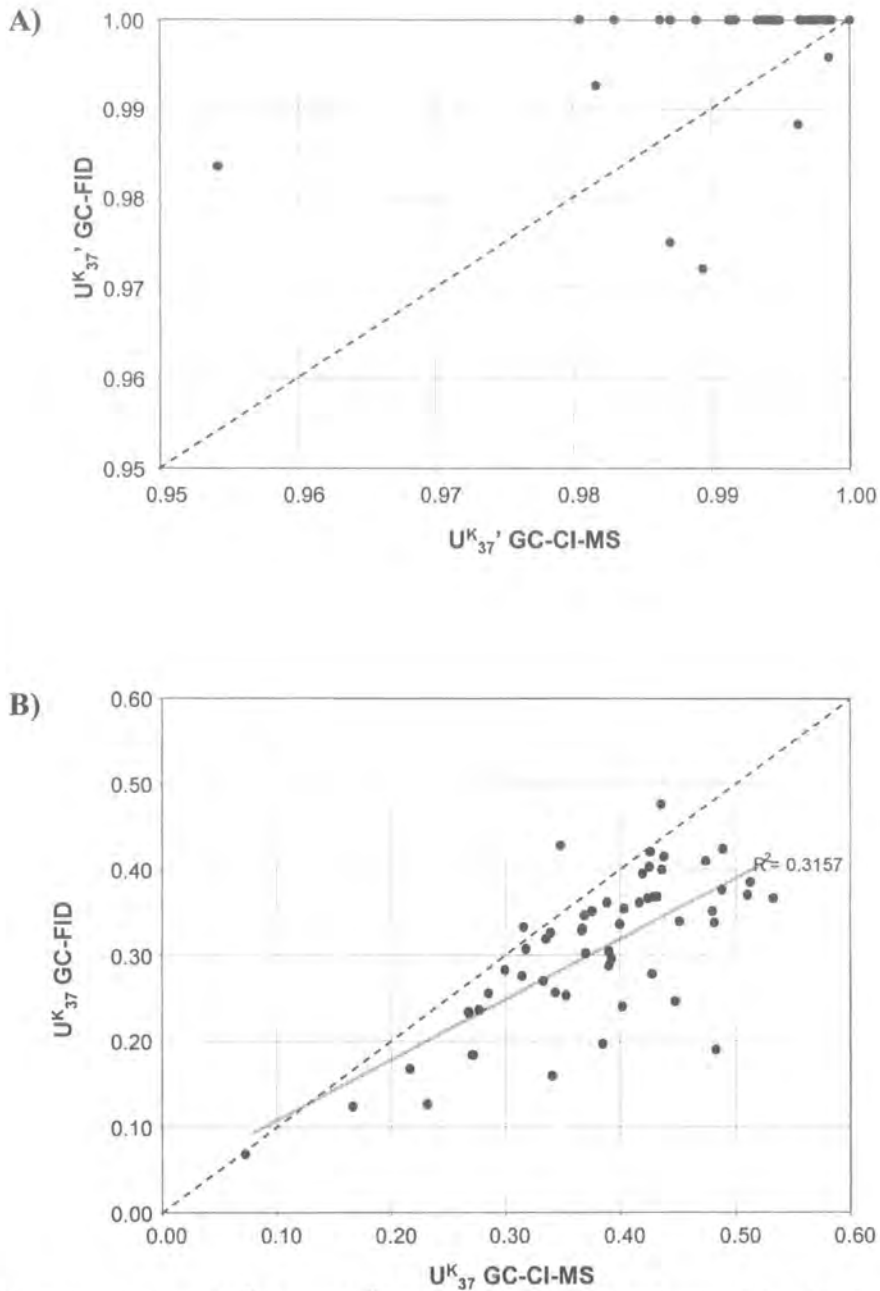 A)
1.00
0.99
0.98
0.97
0.96
0.95
U^K_37' GC-FID
0.95 0.96 0.97 0.98 0.99 1.00
U^K_37' GC-CI-MS
B)
0.60
0.50
0.40
0.30
0.20
0.10
0.00
U^K_37 GC-FID
R²= 0.3157
0.00 0.10 0.20 0.30 0.40 0.50 0.60
U^K_37 GC-CI-MS